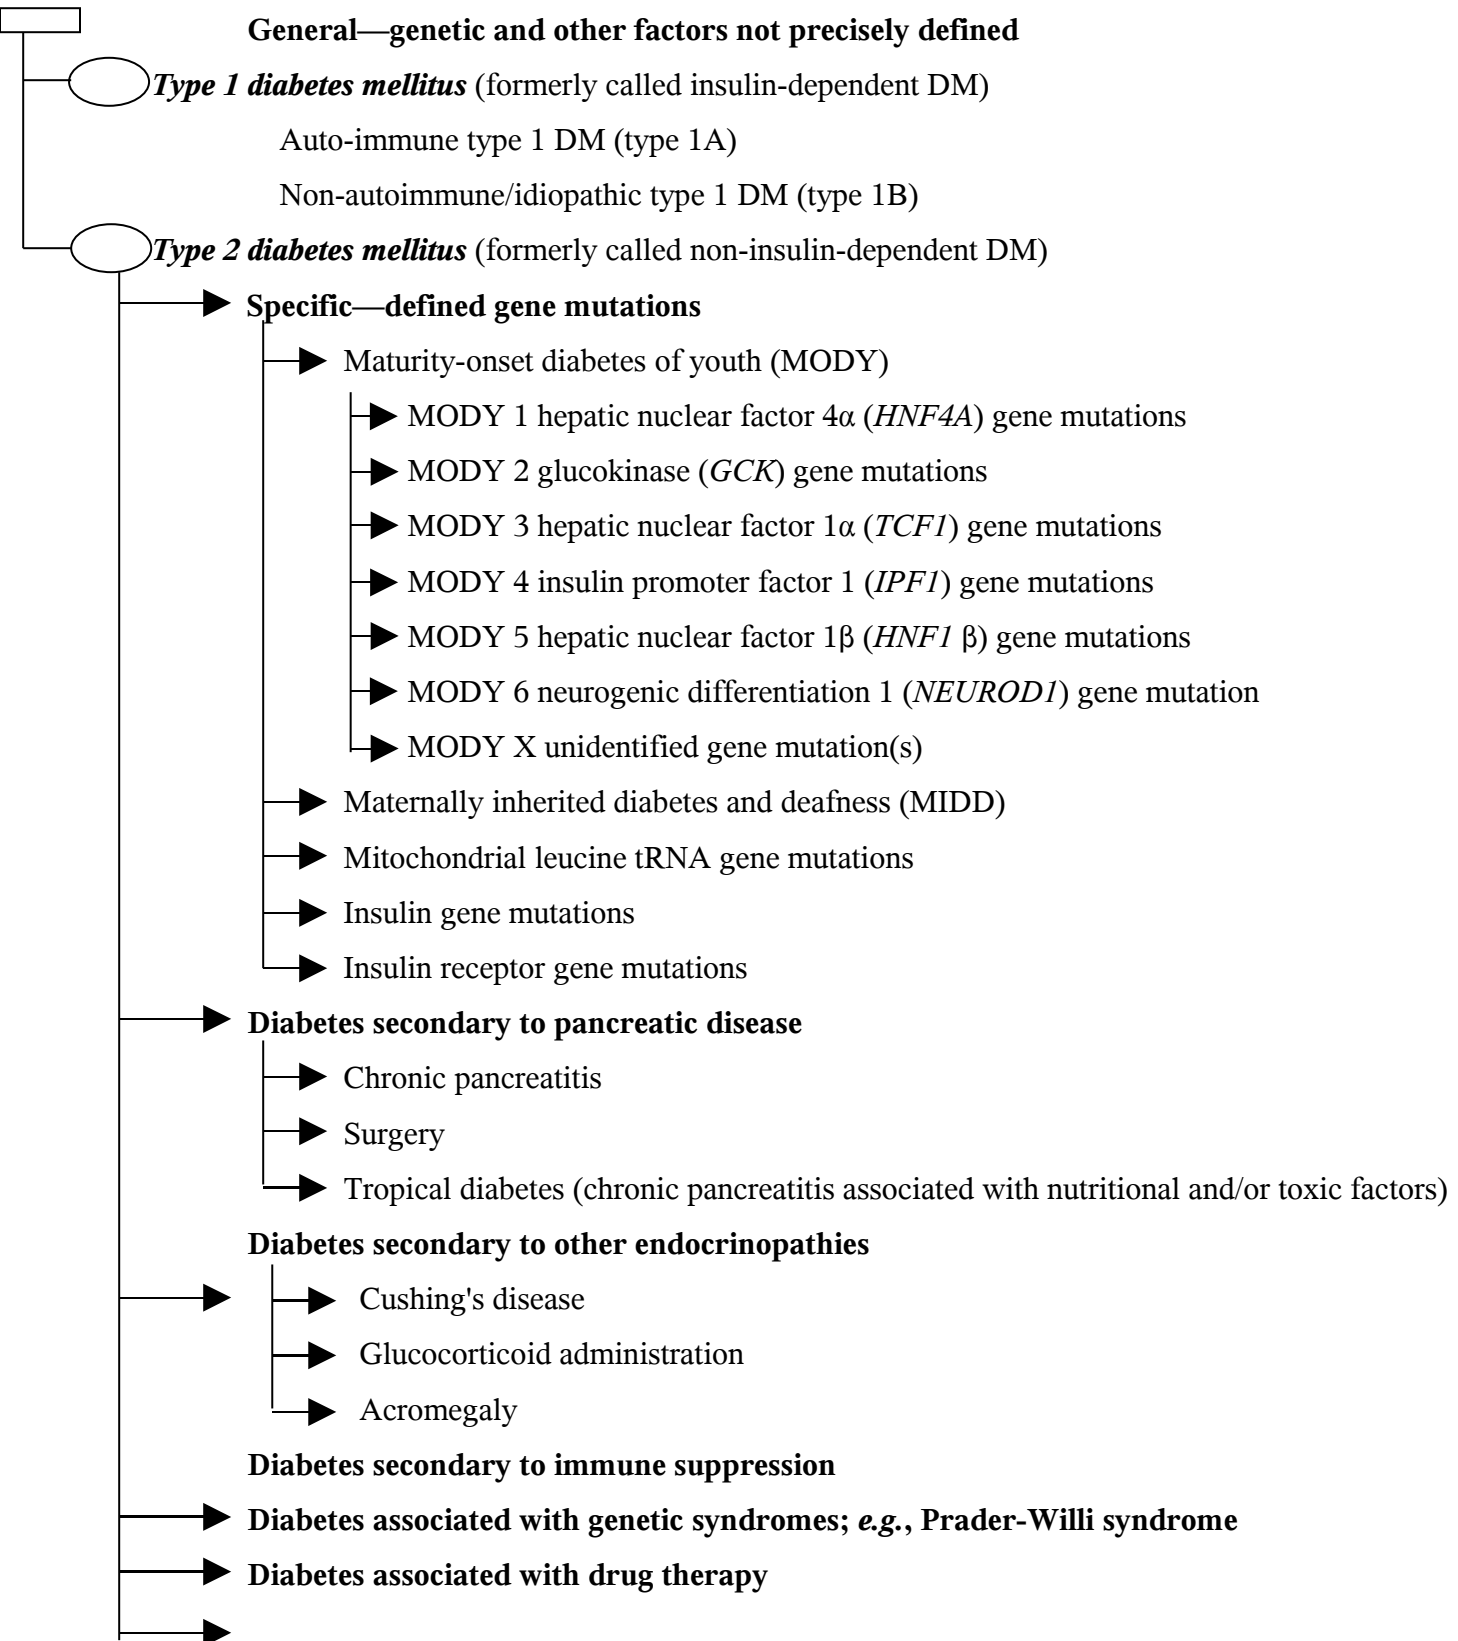 General—genetic and other factors not precisely defined
Type 1 diabetes mellitus (formerly called insulin-dependent DM)
Auto-immune type 1 DM (type 1A)
Non-autoimmune/idiopathic type 1 DM (type 1B)
Type 2 diabetes mellitus (formerly called non-insulin-dependent DM)
Specific—defined gene mutations
Maturity-onset diabetes of youth (MODY)
MODY 1 hepatic nuclear factor 4α (HNF4A) gene mutations
MODY 2 glucokinase (GCK) gene mutations
MODY 3 hepatic nuclear factor 1α (TCF1) gene mutations
MODY 4 insulin promoter factor 1 (IPF1) gene mutations
MODY 5 hepatic nuclear factor 1β (HNF1 β) gene mutations
MODY 6 neurogenic differentiation 1 (NEUROD1) gene mutation
MODY X unidentified gene mutation(s)
Maternally inherited diabetes and deafness (MIDD)
Mitochondrial leucine tRNA gene mutations
Insulin gene mutations
Insulin receptor gene mutations
Diabetes secondary to pancreatic disease
Chronic pancreatitis
Surgery
Tropical diabetes (chronic pancreatitis associated with nutritional and/or toxic factors)
Diabetes secondary to other endocrinopathies
Cushing's disease
Glucocorticoid administration
Acromegaly
Diabetes secondary to immune suppression
Diabetes associated with genetic syndromes; e.g., Prader-Willi syndrome
Diabetes associated with drug therapy